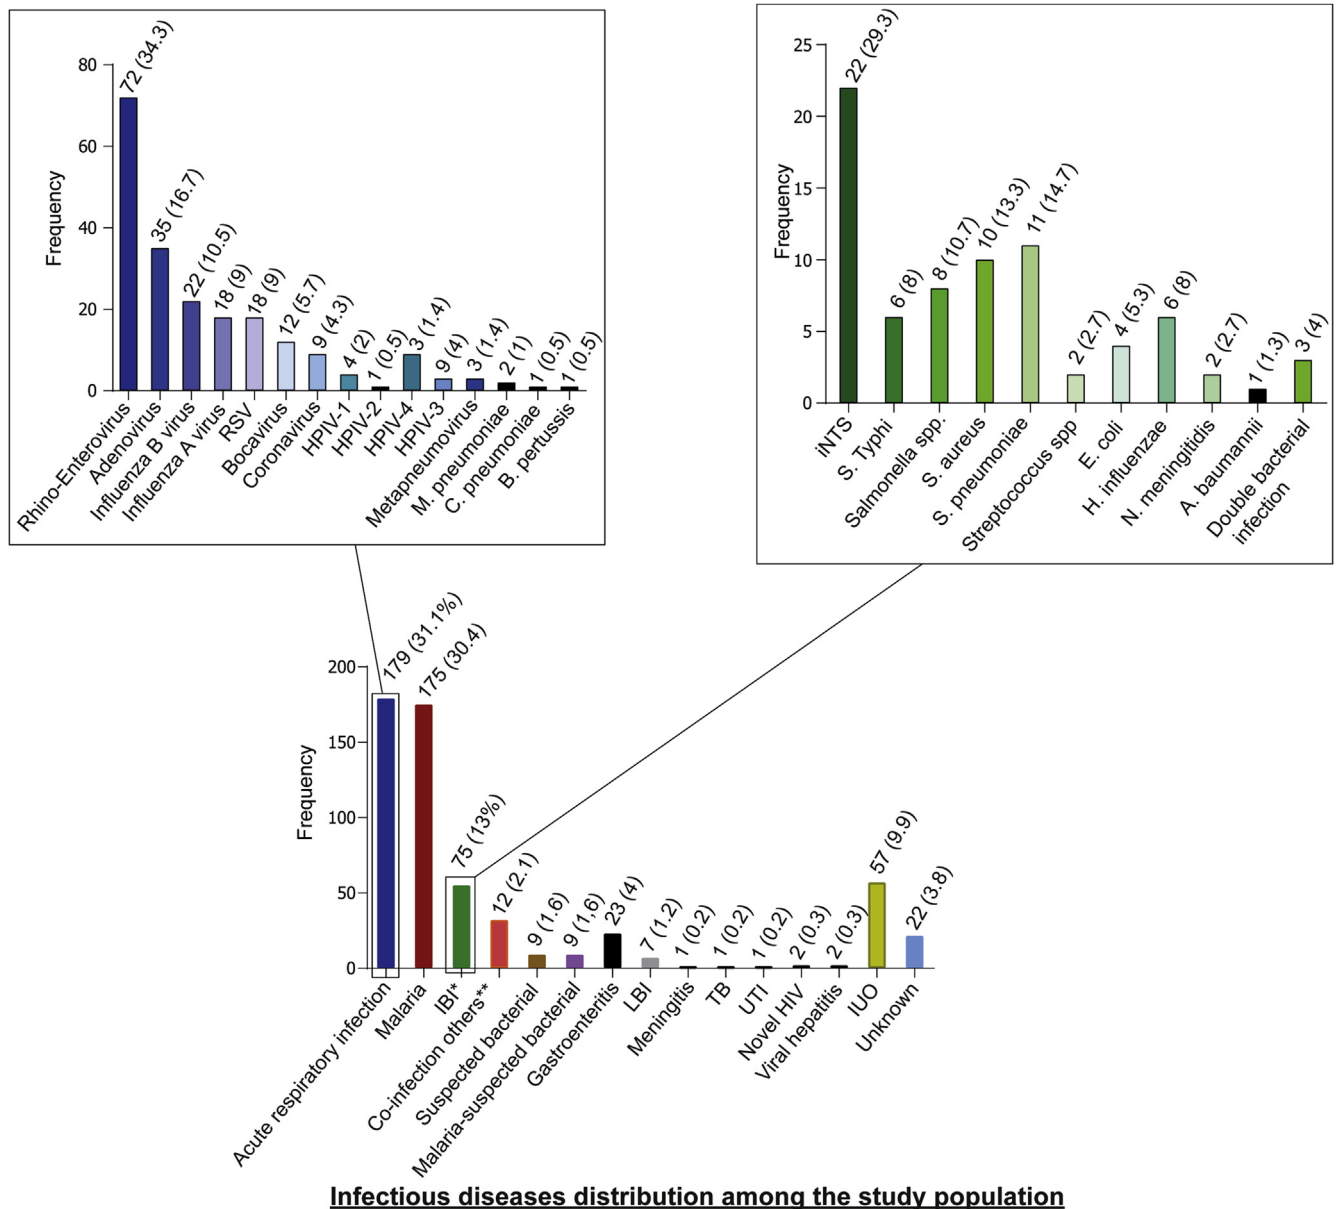 80
60
40
20
0
Frequency
72 (34.3)
35 (16.7)
22 (10.5)
18 (9)
18 (9)
12 (5.7)
9 (4.3)
4 (2)
1 (0.5)
3 (1.4)
9 (4)
3 (1.4)
2 (1)
1 (0.5)
1 (0.5)
Rhino-Enterovirus
Adenovirus
Influenza B virus
Influenza A virus
RSV
Bocavirus
Coronavirus
HPIV-1
HPIV-2
HPIV-4
HPIV-3
Metapneumovirus
M. pneumoniae
C. pneumoniae
B. pertussis
25
20
15
10
5
0
Frequency
22 (29.3)
6 (8)
8 (10.7)
10 (13.3)
11 (14.7)
2 (2.7)
4 (5.3)
6 (8)
2 (2.7)
1 (1.3)
3 (4)
iNTS
S. Typhi
Salmonella spp.
S. aureus
S. pneumoniae
Streptococcus spp
E. coli
H. influenzae
N. meningitidis
A. baumannii
Double bacterial
infection
200
150
100
50
0
Frequency
179 (31.1%)
175 (30.4)
75 (13%)
12 (2.1)
9 (1.6)
9 (1,6)
23 (4)
7 (1.2)
1 (0.2)
1 (0.2)
1 (0.2)
2 (0.3)
2 (0.3)
57 (9.9)
22 (3.8)
Acute respiratory infection
Malaria
IBI*
Co-infection others**
Suspected bacterial
Malaria-suspected bacterial
Gastroenteritis
LBI
Meningitis
TB
UTI
Novel HIV
Viral hepatitis
IUO
Unknown
Infectious diseases distribution among the study population